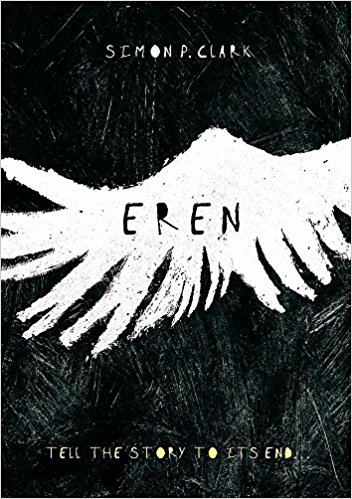 SIMON P. CLARK
EREN
TELL THE STORY TO ITS END...